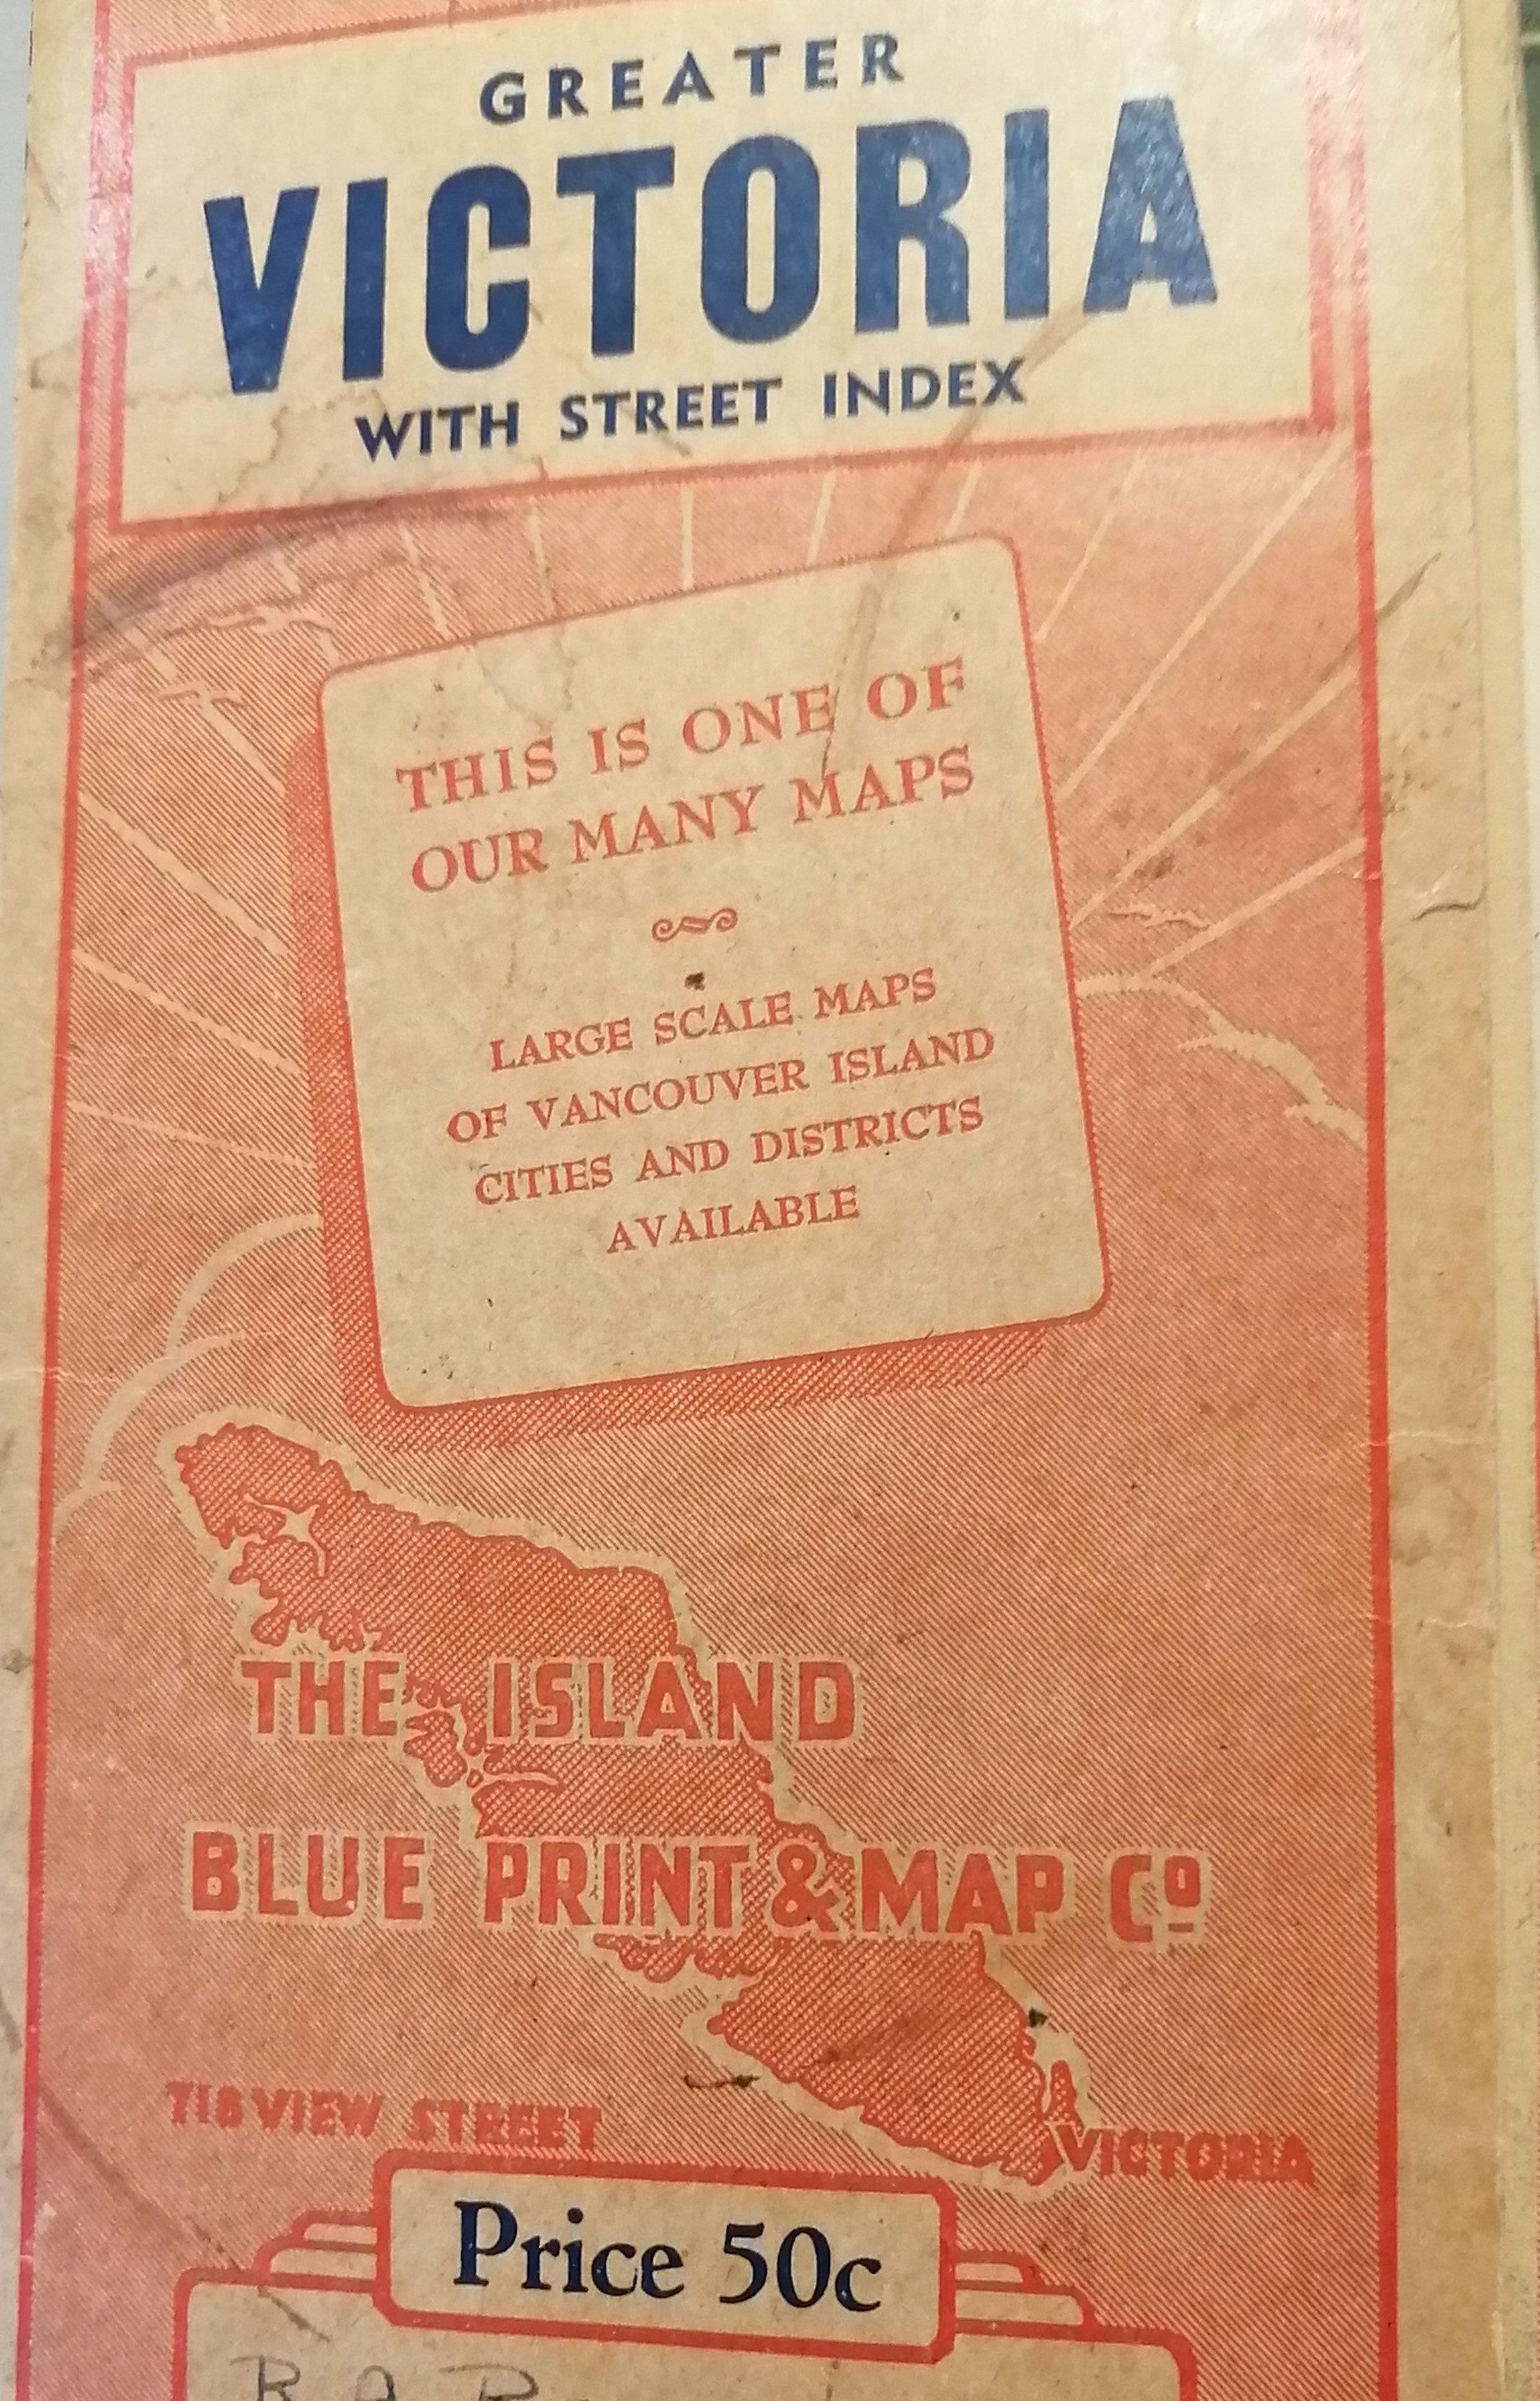 GREATER
VICTORIA
WITH STREET INDEX
THIS IS ONE OF
OUR MANY MAPS
LARGE SCALE MAPS
OF VANCOUVER ISLAND
CITIES AND DISTRICTS
AVAILABLE
THE ISLAND
BLUE PRINT & MAP Cº
718 VIEW STREET
VICTORIA
Price 50c